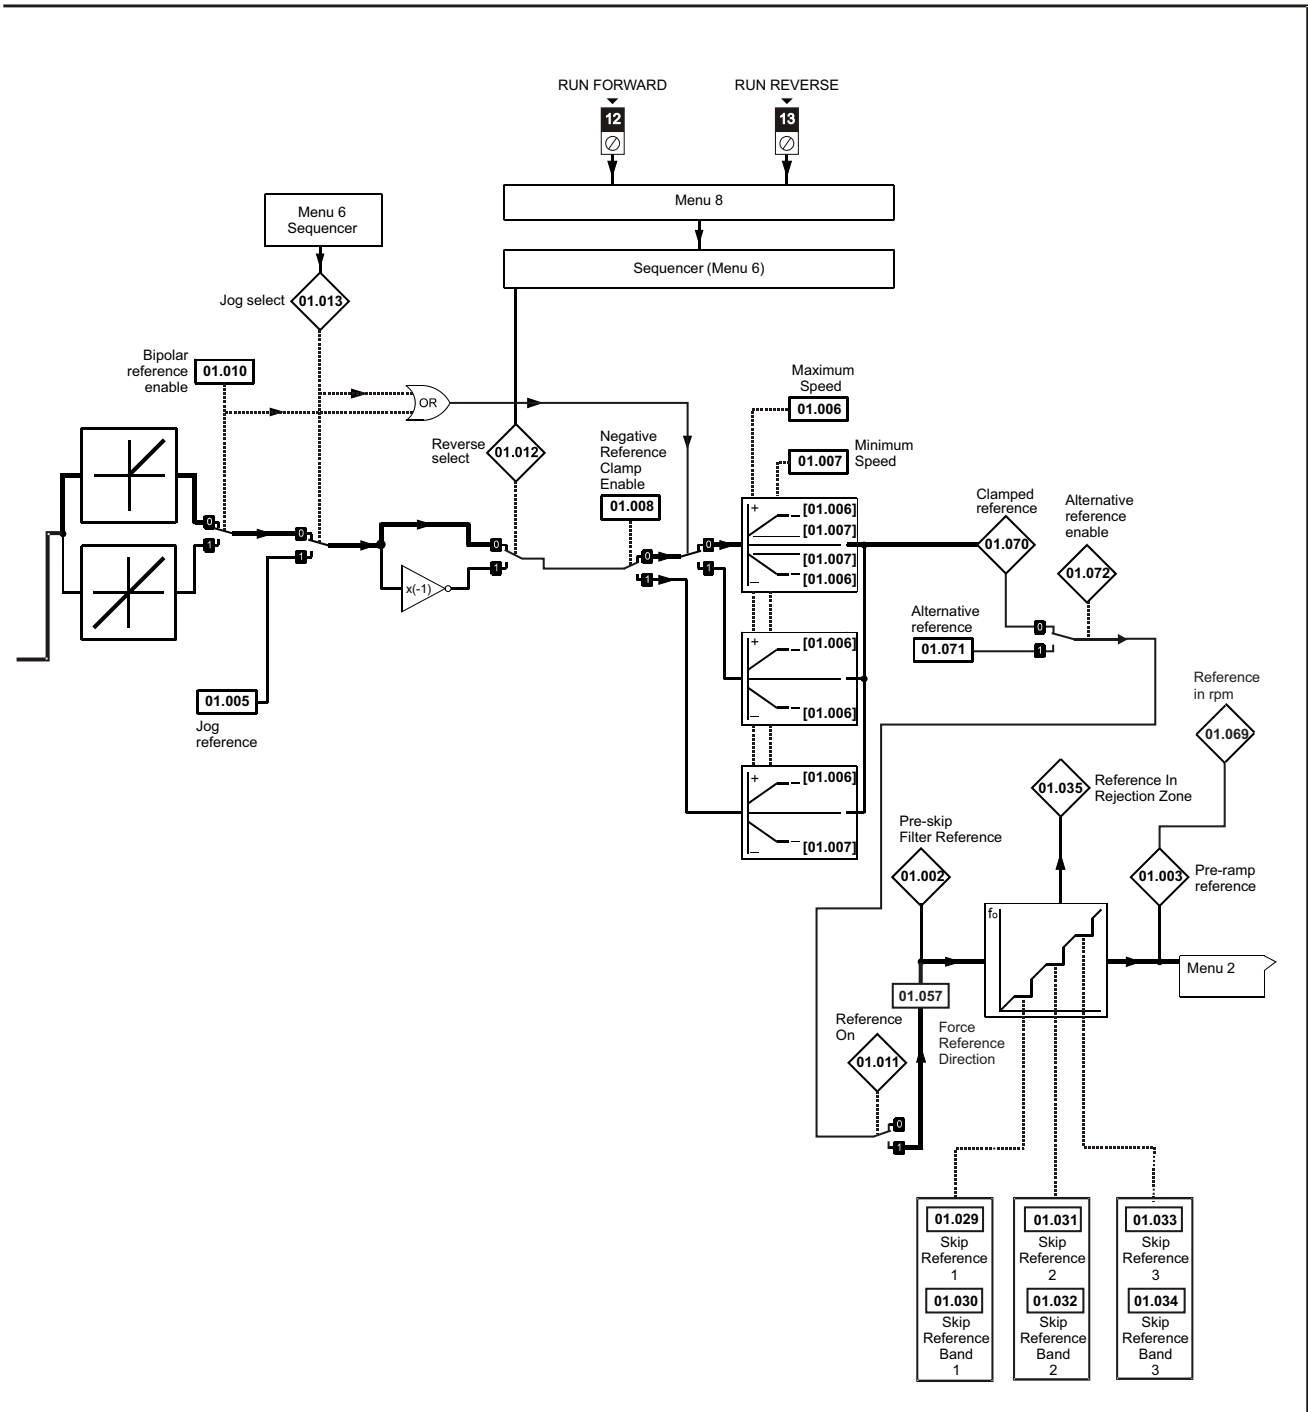 RUN FORWARD
RUN REVERSE
12
13
Menu 8
Menu 6
Sequencer
Sequencer (Menu 6)
Jog select
01.013
Bipolar
reference
enable
01.010
OR
Maximum
Speed
01.006
Reverse
select
01.012
Negative
Reference
Clamp
Enable
01.008
01.007
Minimum
Speed
0
1
0
1
x(-1)
0
1
0
1
0
1
+
[01.006]
[01.007]
[01.007]
[01.006]
–
Clamped
reference
01.070
Alternative
reference
enable
01.072
Alternative
reference
01.071
0
1
+
[01.006]
[01.006]
–
01.005
Jog
reference
+
[01.006]
[01.007]
–
Reference
in rpm
01.069
01.035
Reference In
Rejection Zone
Pre-skip
Filter Reference
01.002
01.003
Pre-ramp
reference
fo
Menu 2
01.057
Reference
On
01.011
Force
Reference
Direction
0
1
01.029
Skip
Reference
1
01.030
Skip
Reference
Band
1
01.031
Skip
Reference
2
01.032
Skip
Reference
Band
2
01.033
Skip
Reference
3
01.034
Skip
Reference
Band
3